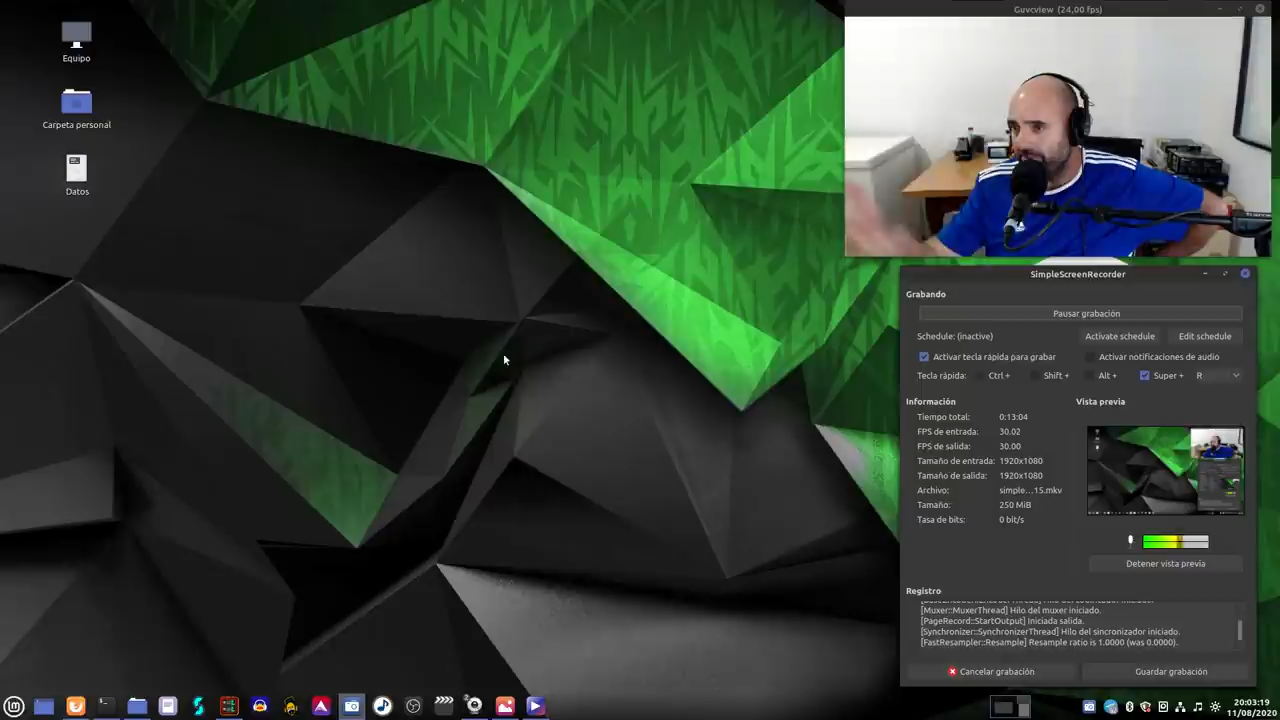 Equipo
Carpeta personal
Datos
Guvcview (24,00 fps)
SimpleScreenRecorder
Grabando
Pausar grabación
Schedule: (inactive) Activate schedule Edit schedule
Activar tecla rápida para grabar Activar notificaciones de audio
Tecla rápida: Ctrl + Shift + Alt + Super + R
Información Vista previa
Tiempo total: 0:13:04
FPS de entrada: 30.02
FPS de salida: 30.00
Tamaño de entrada: 1920x1080
Tamaño de salida: 1920x1080
Archivo: simple...15.mkv
Tamaño: 250 MiB
Tasa de bits: 0 bit/s
Detener vista previa
Registro
[Muxer::MuxerThread] Hilo del muxer iniciado.
[PageRecord::StartOutput] Iniciada salida.
[Synchronizer::SynchronizerThread] Hilo del sincronizador iniciado.
[FastResampler::Resample] Resample ratio is 1.0000 (was 0.0000).
Cancelar grabación Guardar grabación
20:03:19
11/08/2020